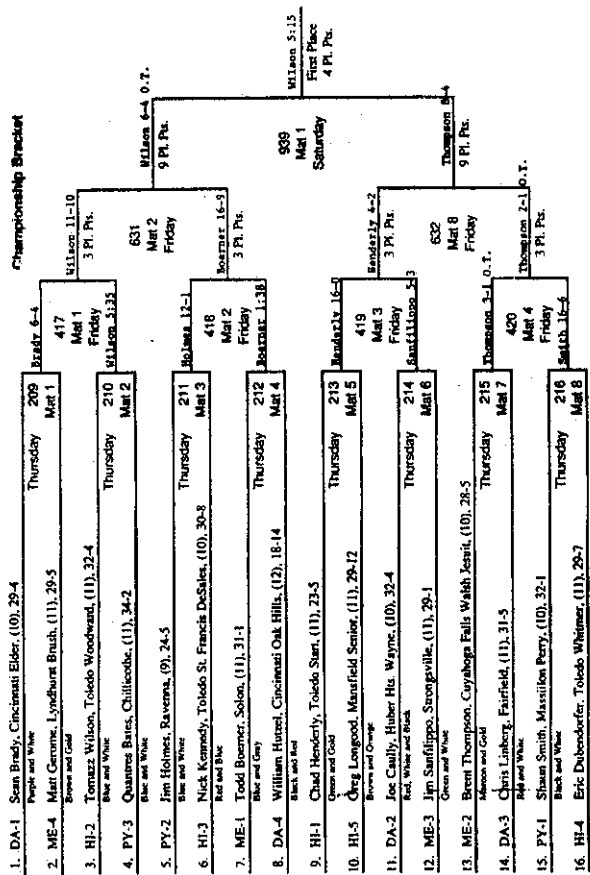 Championship Bracket
1. DA-1 Sean Brady, Cincinnati Elder, (10), 29-4
Purple and White
Thursday 209 Mat 1
2. ME-4 Matt Gerome, Lyndhurst Brush, (11), 29-5
Brown and Gold
3. HI-2 Tomazz Wilson, Toledo Woodward, (11), 32-4
Blue and White
Thursday 210 Mat 2
4. PY-3 Quantres Bates, Chillicothe, (11), 34-2
Blue and White
5. PY-2 Jim Holmes, Ravenna, (9), 24-5
Blue and White
Thursday 211 Mat 3
6. HI-3 Nick Kennedy, Toledo St. Francis DeSales, (10), 30-8
Red and Blue
7. ME-1 Todd Boerner, Solon, (11), 31-1
Blue and Gray
Thursday 212 Mat 4
8. DA-4 William Hutzel, Cincinnati Oak Hills, (12), 18-14
Black and Red
9. HI-1 Chad Henderly, Toledo Start, (11), 23-5
Green and Gold
Thursday 213 Mat 5
10. HI-5 Greg Longood, Mansfield Senior, (11), 29-12
Brown and Orange
11. DA-2 Joe Caully, Huber Hts. Wayne, (10), 32-4
Red, White and Black
Thursday 214 Mat 6
12. ME-3 Jim Sanfilippo, Strongsville, (11), 29-1
Green and White
13. ME-2 Brent Thompson, Cuyahoga Falls Walsh Jesuit, (10), 28-5
Maroon and Gold
Thursday 215 Mat 7
14. DA-3 Chris Linberg, Fairfield, (11), 31-5
Red and White
15. PY-1 Shaun Smith, Massillon Perry, (10), 32-1
Black and White
Thursday 216 Mat 8
16. HI-4 Eric Dubendorfer, Toledo Whitmer, (11), 29-7
Brady 6-4
417
Mat 1
Friday
Wilson 3:35
Holmes 12-1
418
Mat 2
Friday
Boerner 1:38
Henderly 16-0
419
Mat 3
Friday
Sanfilippo 5-3
Thompson 3-1 O.T.
420
Mat 4
Friday
Smith 16-6
Wilson 11-10
3 Pl. Pts.
631
Mat 2
Friday
Boerner 16-9
3 Pl. Pts.
Henderly 4-2
3 Pl. Pts.
632
Mat 8
Friday
Thompson 2-1 O.T.
3 Pl. Pts.
Wilson 6-4 O.T.
9 Pl. Pts.
939
Mat 1
Saturday
Thompson 8-4
9 Pl. Pts.
Wilson 5:15
First Place
4 Pl. Pts.